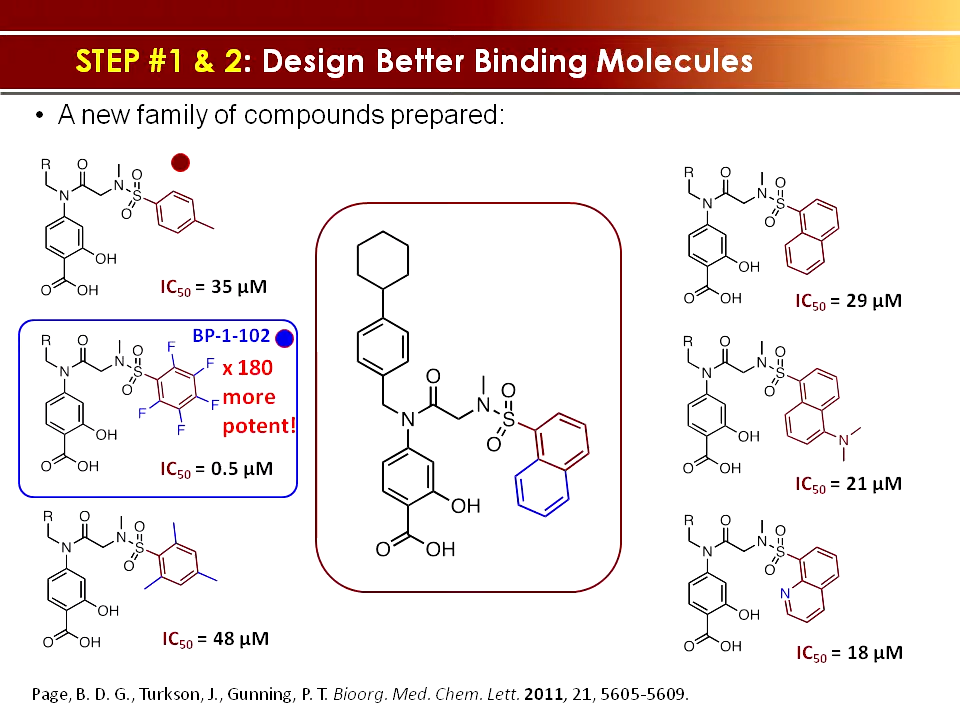 STEP #1 & 2: Design Better Binding Molecules
• A new family of compounds prepared:
R
O
N
O
N
S
O
OH
O
OH
IC50 = 35 µM
BP-1-102
R
O
N
O
N
S
O
F
F
F
F
F
OH
O
OH
x 180
more
potent!
IC50 = 0.5 µM
R
O
N
O
N
S
O
OH
O
OH
IC50 = 48 µM
O
N
O
N
S
O
OH
O
OH
R
O
N
O
N
S
O
OH
O
OH
IC50 = 29 µM
R
O
N
O
N
S
O
OH
N
O
OH
IC50 = 21 µM
R
O
N
O
N
S
O
N
OH
O
OH
IC50 = 18 µM
Page, B. D. G., Turkson, J., Gunning, P. T. Bioorg. Med. Chem. Lett. 2011, 21, 5605-5609.